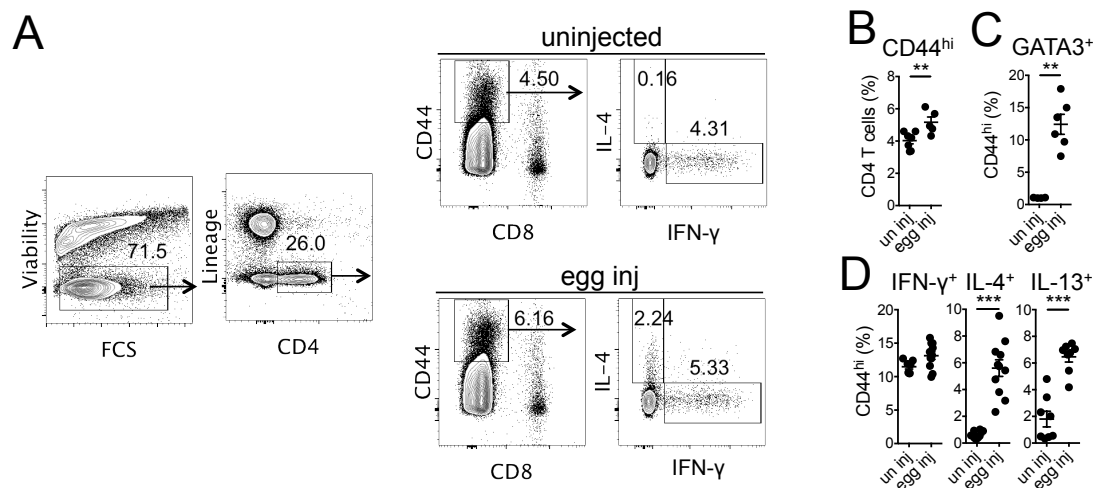 A
uninjected
4.50
CD44
CD8
0.16
4.31
IL-4
IFN-γ
Viability
71.5
FCS
Lineage
26.0
CD4
egg inj
6.16
CD44
CD8
2.24
5.33
IL-4
IFN-γ
B
CD44hi
**
CD4 T cells (%)
8
6
4
2
0
un inj
egg inj
C
GATA3+
**
CD44hi (%)
20
15
10
5
0
un inj
egg inj
D
IFN-γ+
CD44hi (%)
20
15
10
5
0
un inj
egg inj
IL-4+
***
10
8
6
4
2
0
un inj
egg inj
IL-13+
***
10
8
6
4
2
0
un inj
egg inj